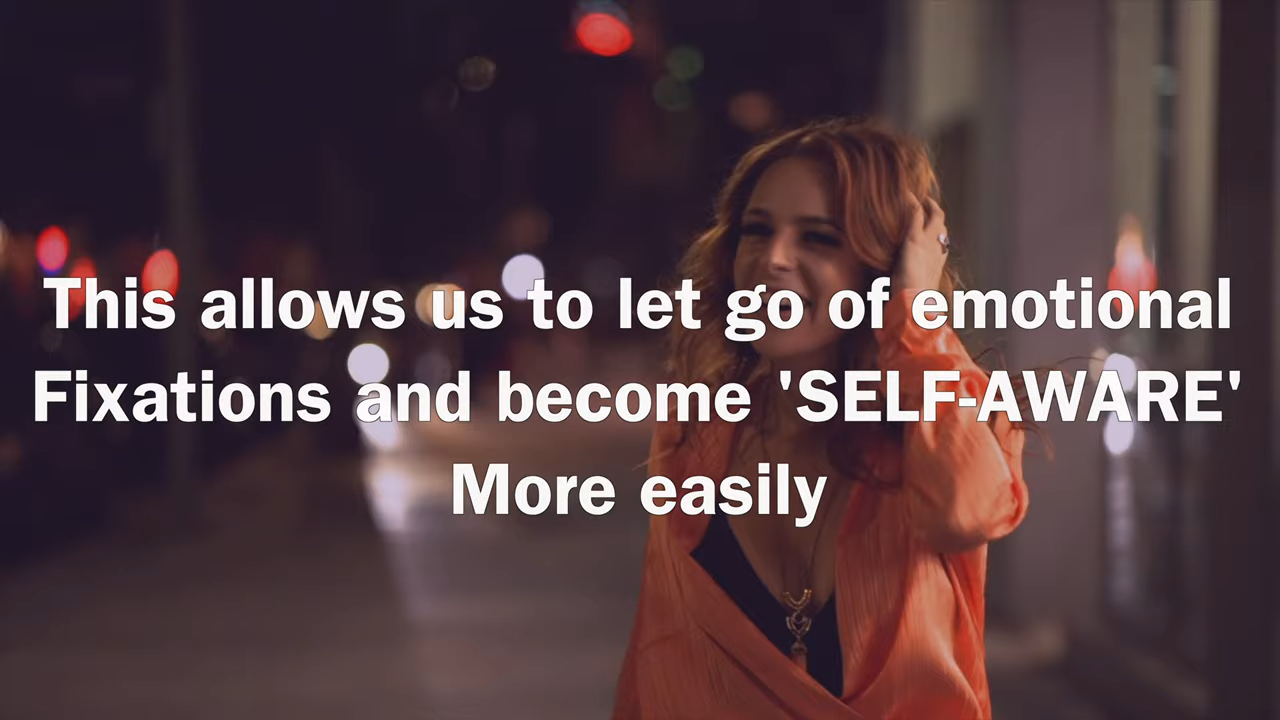 This allows us to let go of emotional
Fixations and become 'SELF-AWARE'
More easily